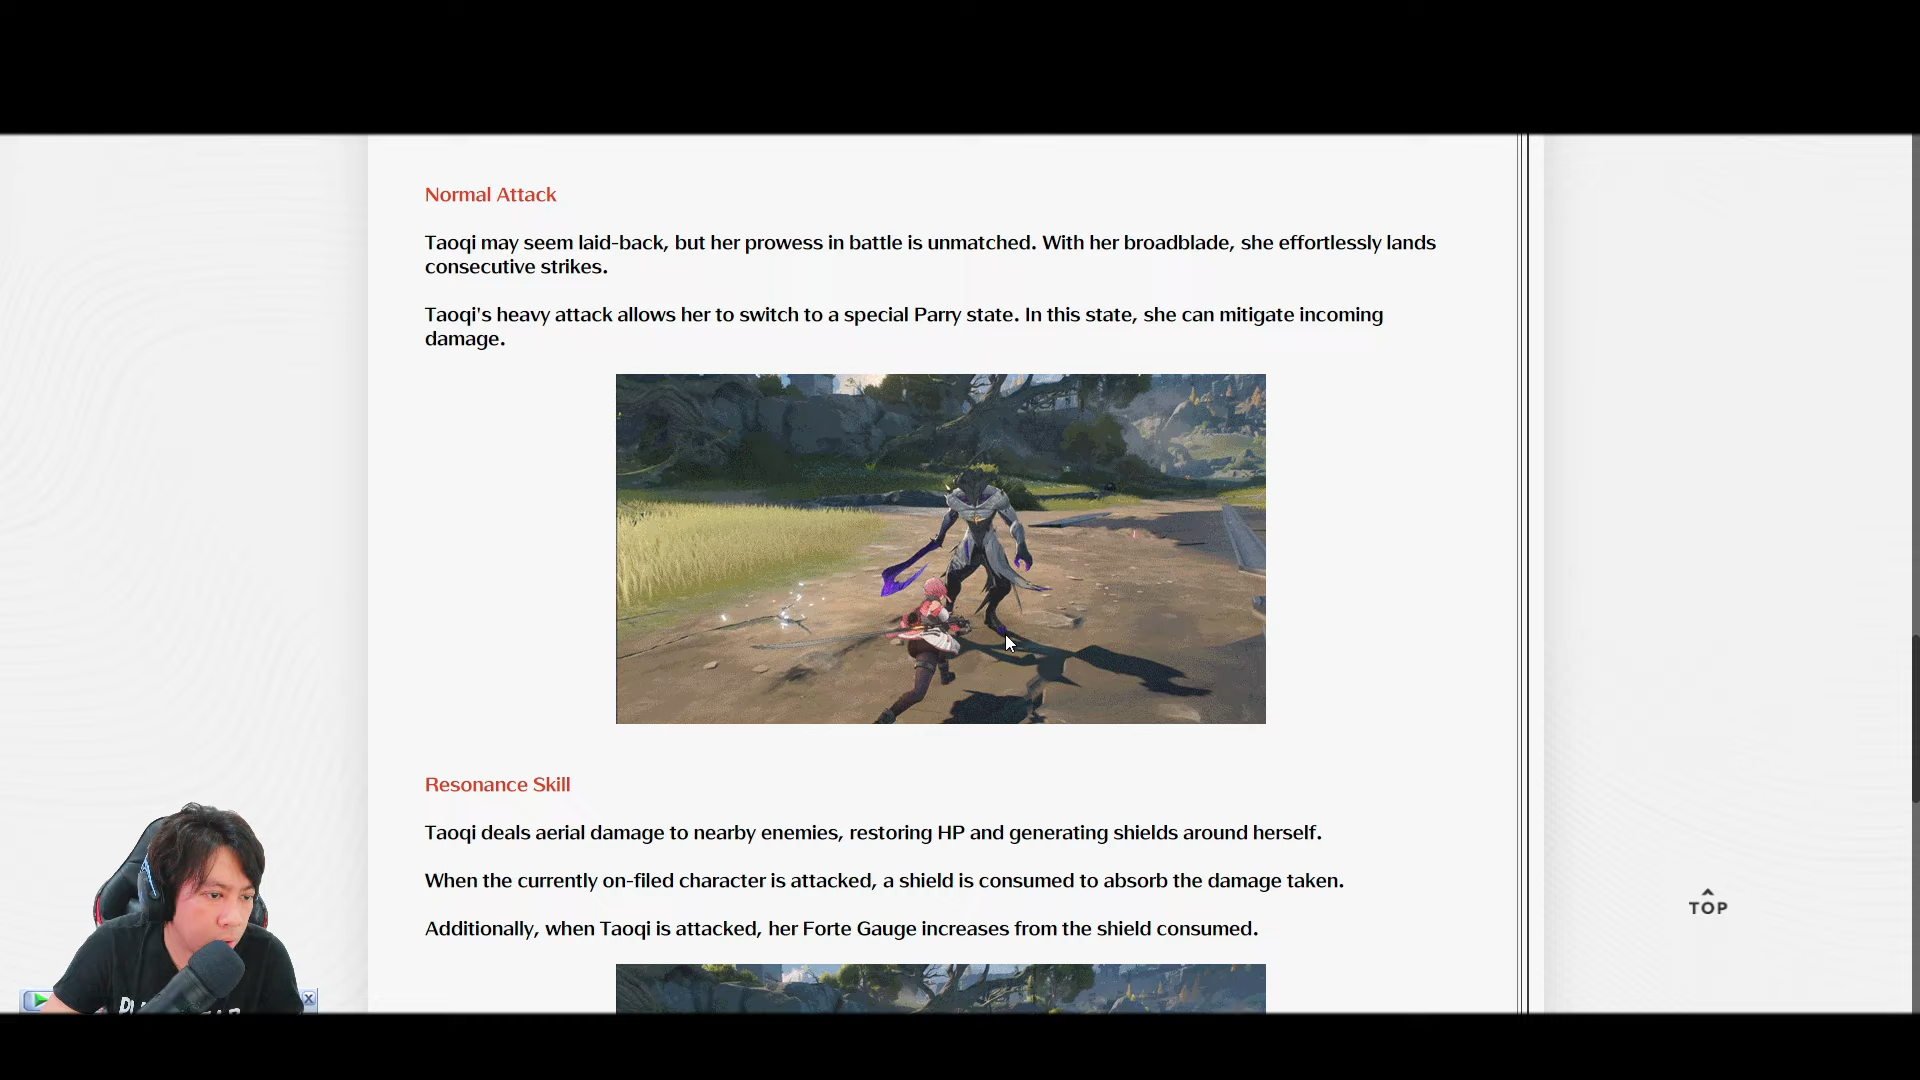 Normal Attack
Taoqi may seem laid-back, but her prowess in battle is unmatched. With her broadblade, she effortlessly lands
consecutive strikes.
Taoqi's heavy attack allows her to switch to a special Parry state. In this state, she can mitigate incoming
damage.
Resonance Skill
Taoqi deals aerial damage to nearby enemies, restoring HP and generating shields around herself.
When the currently on-filed character is attacked, a shield is consumed to absorb the damage taken.
Additionally, when Taoqi is attacked, her Forte Gauge increases from the shield consumed.
TOP